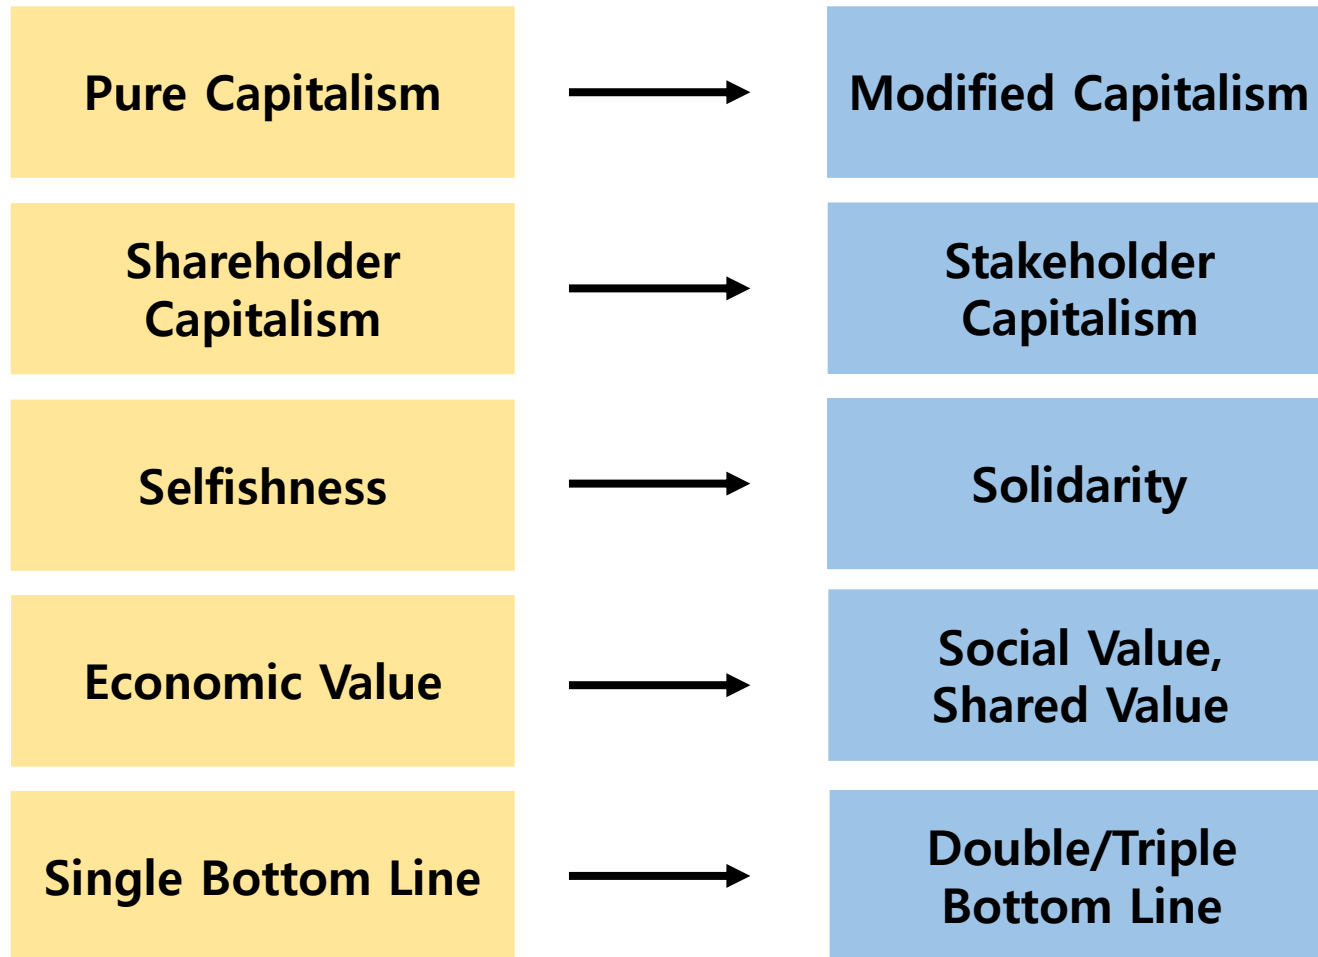 Pure Capitalism
Modified Capitalism
Shareholder
Capitalism
Stakeholder
Capitalism
Selfishness
Solidarity
Economic Value
Social Value,
Shared Value
Single Bottom Line
Double/Triple
Bottom Line